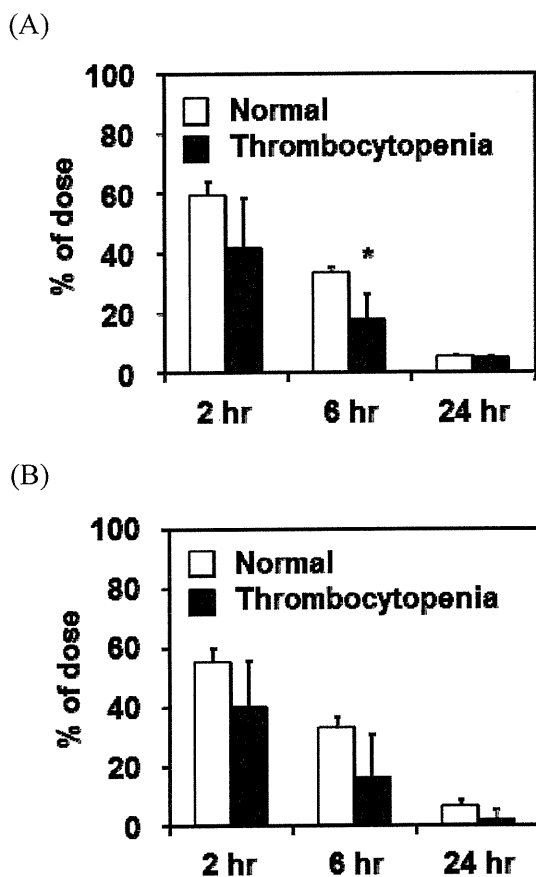 (A)
100
80
60
40
20
0
% of dose
Normal
Thrombocytopenia
*
2 hr 6 hr 24 hr
(B)
100
80
60
40
20
0
% of dose
Normal
Thrombocytopenia
2 hr 6 hr 24 hr